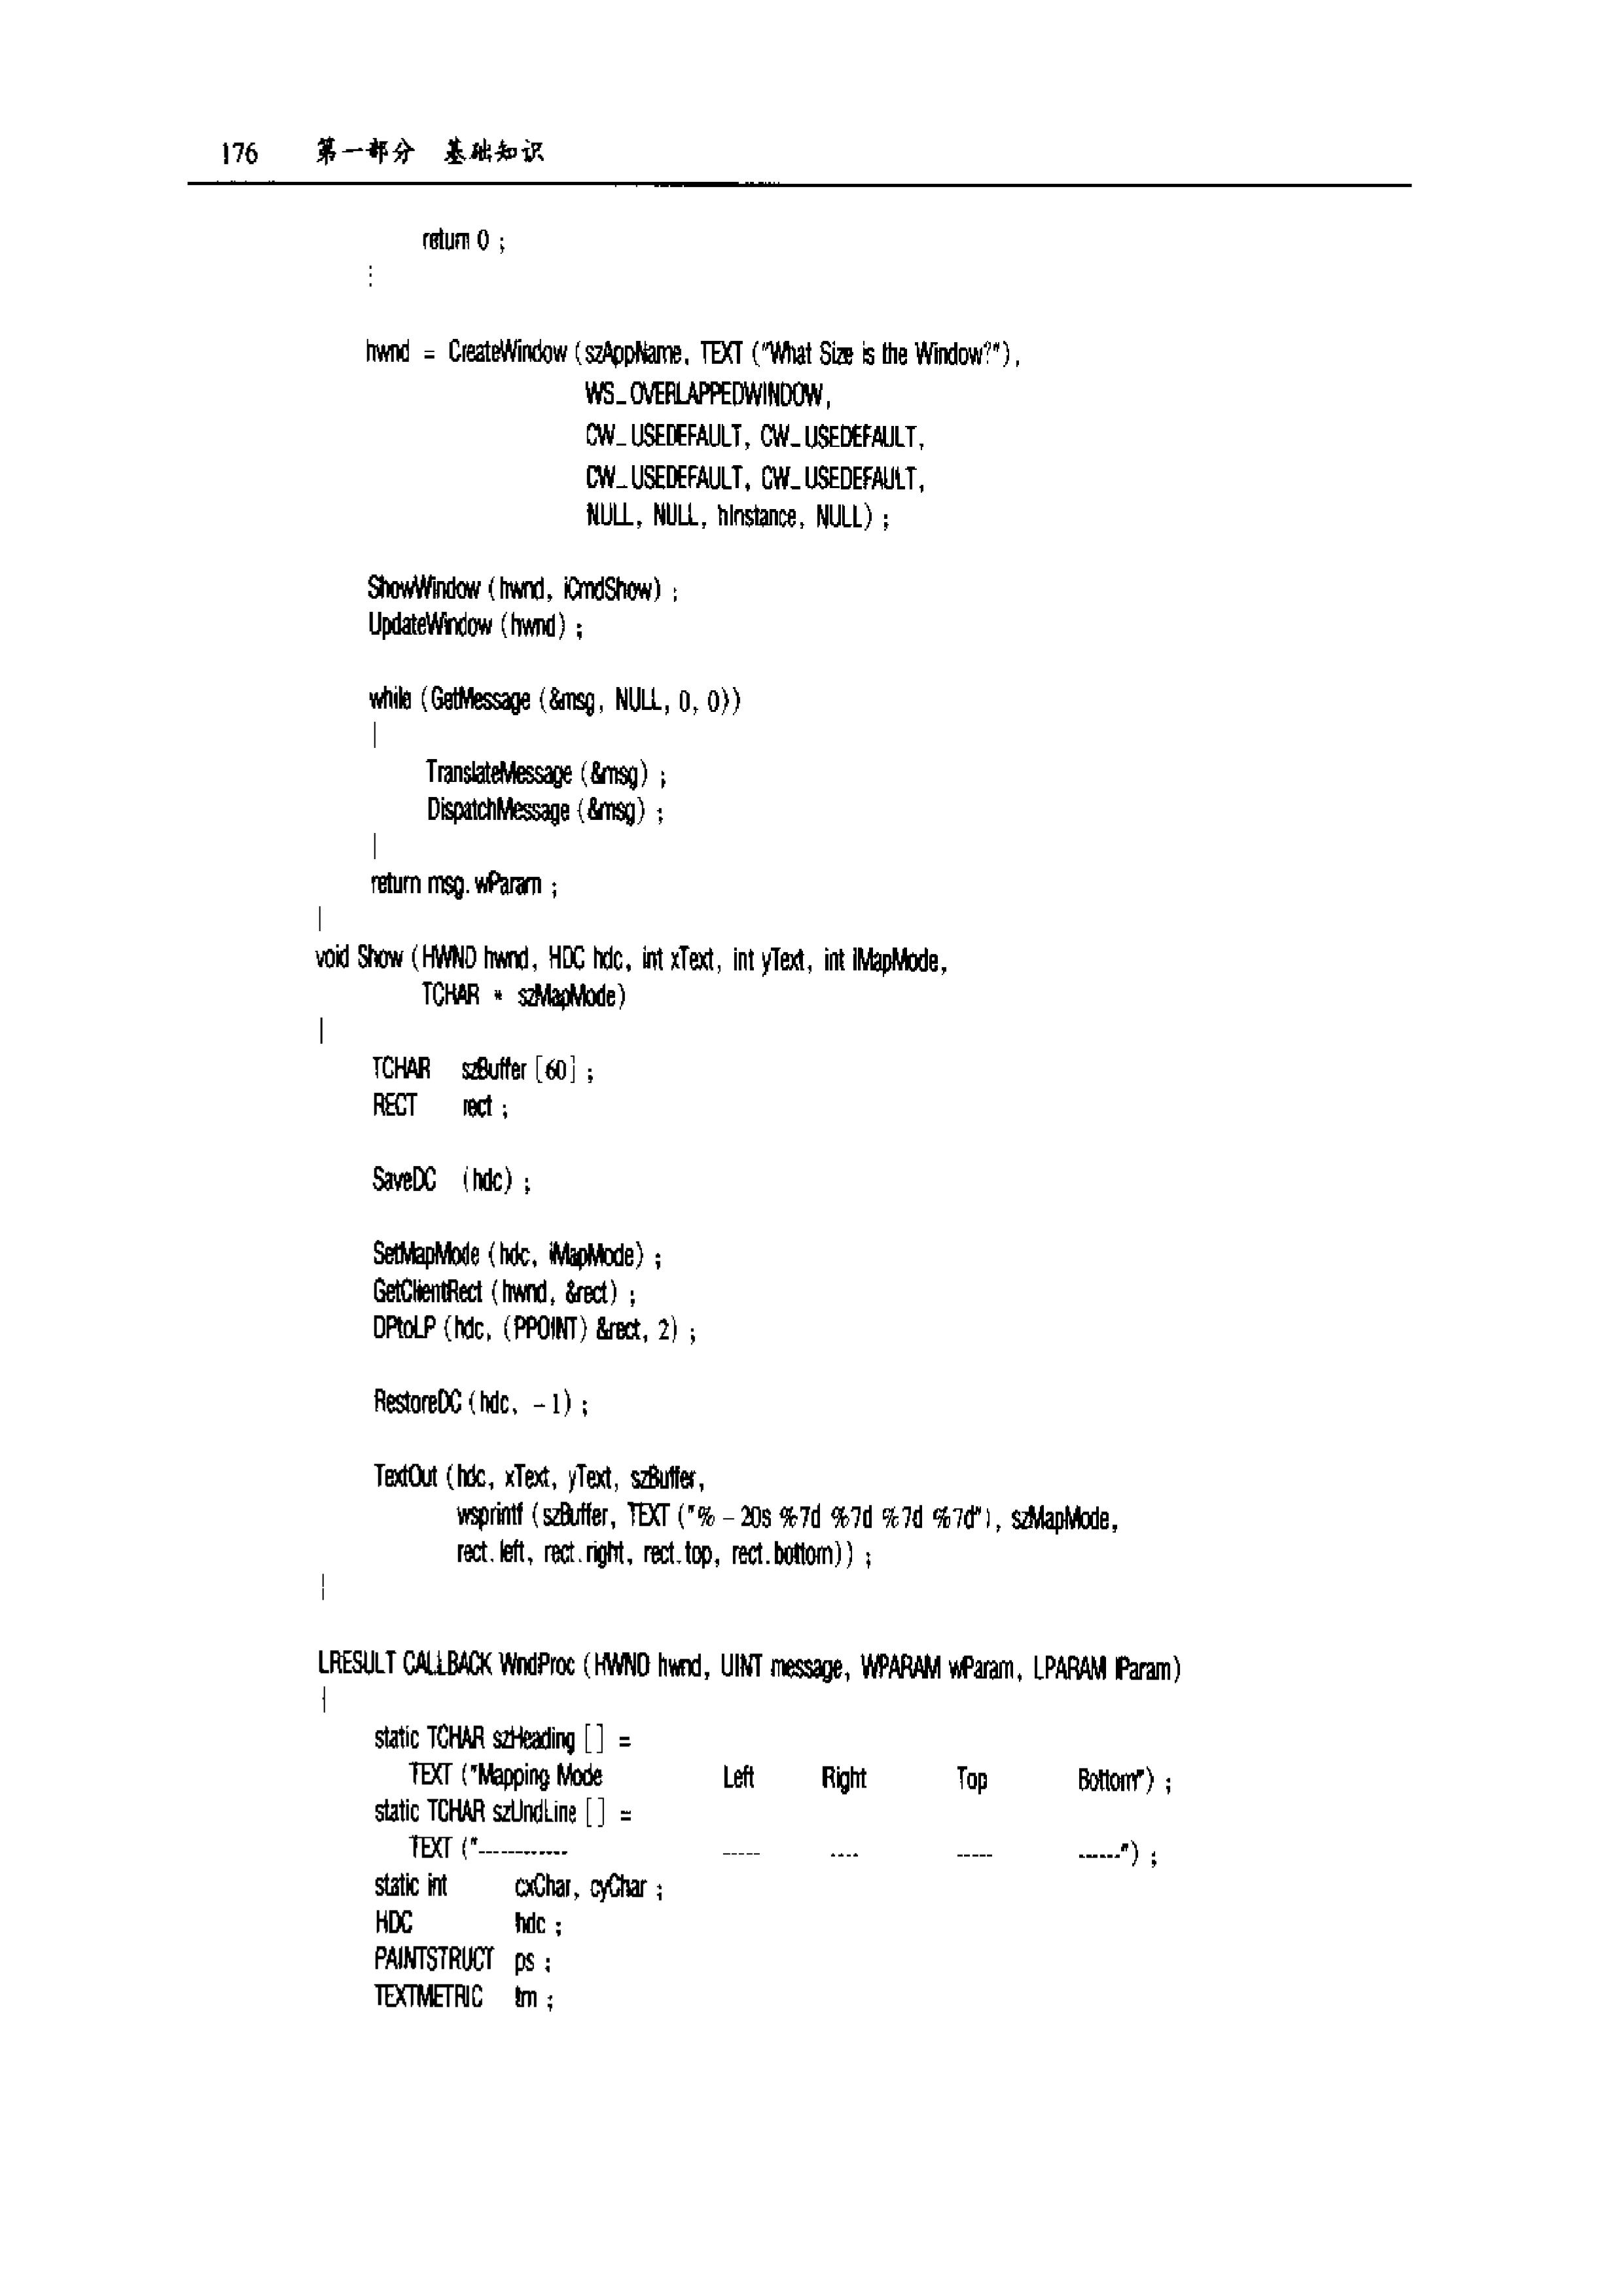 176 第一部分 基础知识
return 0 ;
}
hwnd = CreateWindow (szAppName, TEXT ("What Size is the Window?"),
WS_OVERLAPPEDWINDOW,
CW_USEDEFAULT, CW_USEDEFAULT,
CW_USEDEFAULT, CW_USEDEFAULT,
NULL, NULL, hInstance, NULL) ;
ShowWindow (hwnd, iCmdShow) ;
UpdateWindow (hwnd) ;
while (GetMessage (&msg, NULL, 0, 0))
{
TranslateMessage (&msg) ;
DispatchMessage (&msg) ;
}
return msg.wParam ;
}
void Show (HWND hwnd, HDC hdc, int xText, int yText, int iMapMode,
TCHAR * szMapMode)
{
TCHAR szBuffer [60] ;
RECT rect ;
SaveDC (hdc) ;
SetMapMode (hdc, iMapMode) ;
GetClientRect (hwnd, &rect) ;
DPtoLP (hdc, (PPOINT) &rect, 2) ;
RestoreDC (hdc, -1) ;
TextOut (hdc, xText, yText, szBuffer,
wsprintf (szBuffer, TEXT ("% - 20s %7d %7d %7d %7d"), szMapMode,
rect.left, rect.right, rect.top, rect.bottom)) ;
}
LRESULT CALLBACK WndProc (HWND hwnd, UINT message, WPARAM wParam, LPARAM lParam)
{
static TCHAR szHeading [] =
TEXT ("Mapping Mode Left Right Top Bottom") ;
static TCHAR szUndLine [] =
TEXT ("------------ ----- ---- ----- ------") ;
static int cxChar, cyChar ;
HDC hdc ;
PAINTSTRUCT ps ;
TEXTMETRIC tm ;